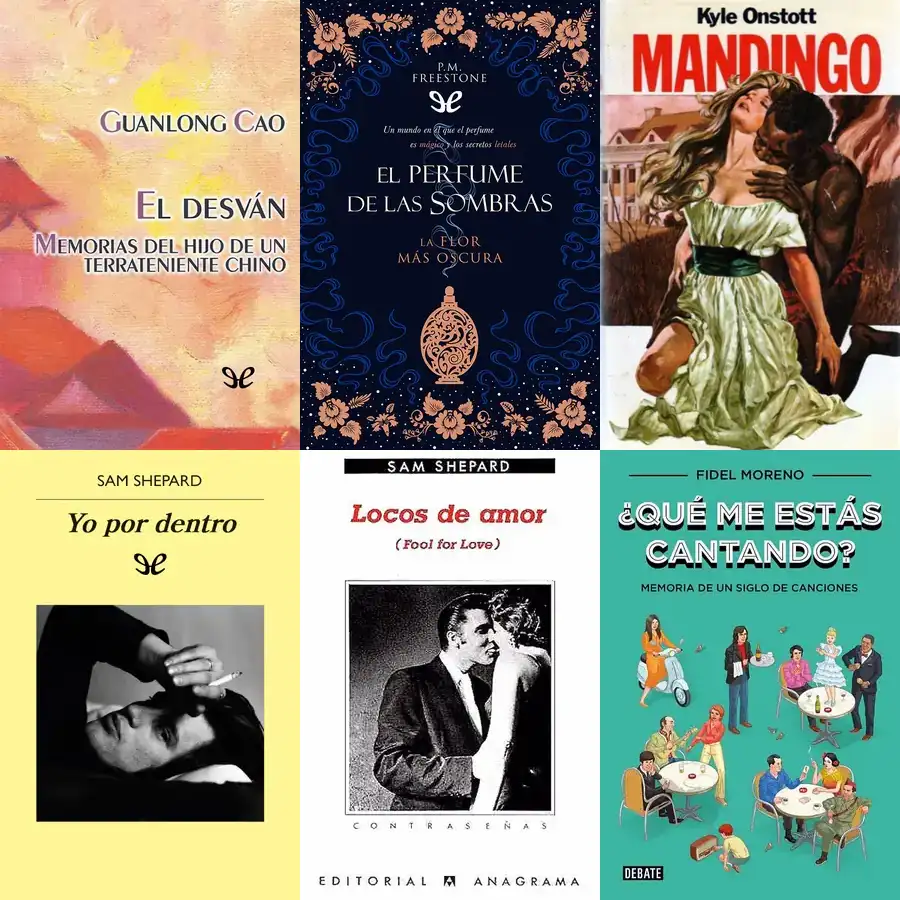 GUANLONG CAO
EL DESVÁN
MEMORIAS DEL HIJO DE UN
TERRATENIENTE CHINO
P.M.
FREESTONE
Un mundo en el que el perfume
es mágico y los secretos letales
EL PERFUME
DE LAS SOMBRAS
LA FLOR
MÁS OSCURA
Kyle Onstott
MANDINGO
SAM SHEPARD
Yo por dentro
SAM SHEPARD
Locos de amor
(Fool for Love)
CONTRASEÑAS
EDITORIAL ANAGRAMA
FIDEL MORENO
¿QUÉ ME ESTÁS
CANTANDO?
MEMORIA DE UN SIGLO DE CANCIONES
DEBATE